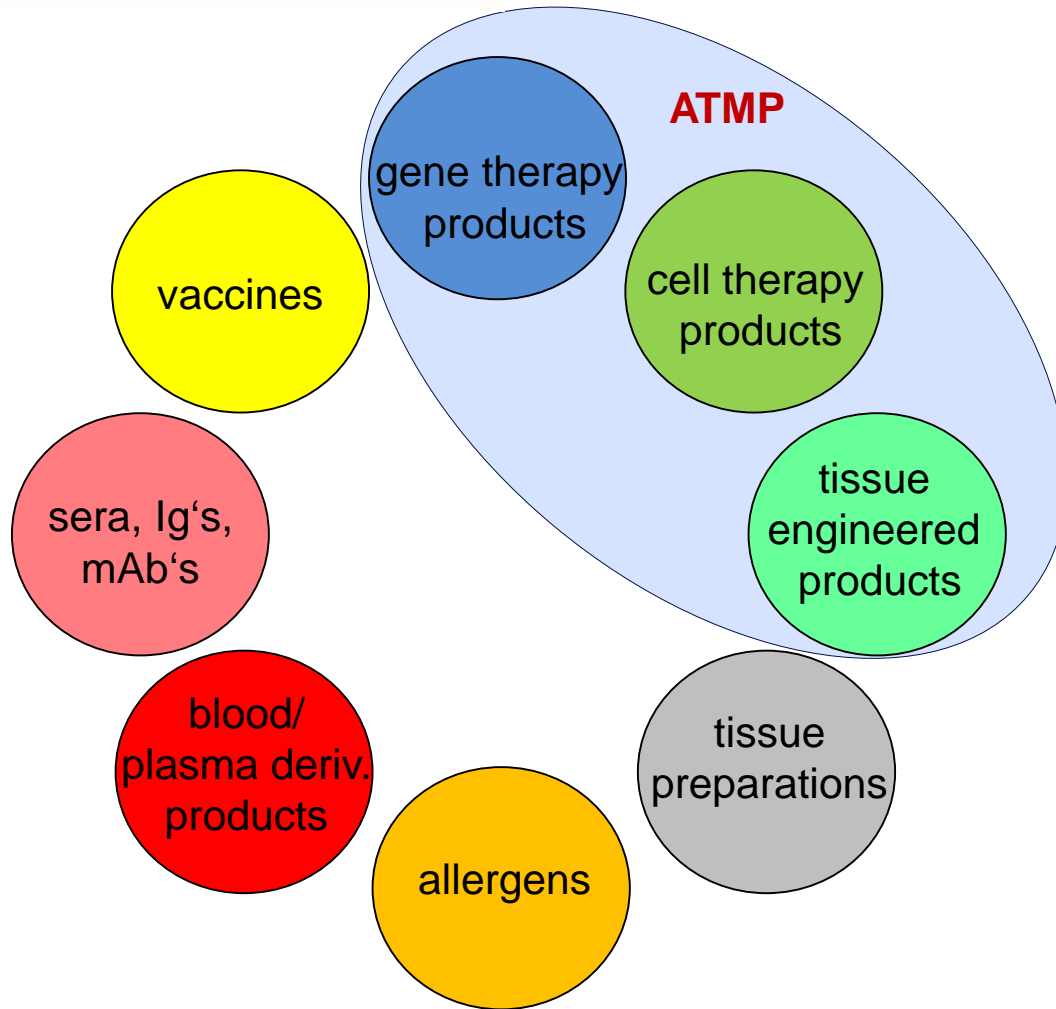 ATMP
gene therapy
products
cell therapy
products
vaccines
tissue
engineered
products
sera, Ig‘s,
mAb‘s
blood/
plasma deriv.
products
tissue
preparations
allergens